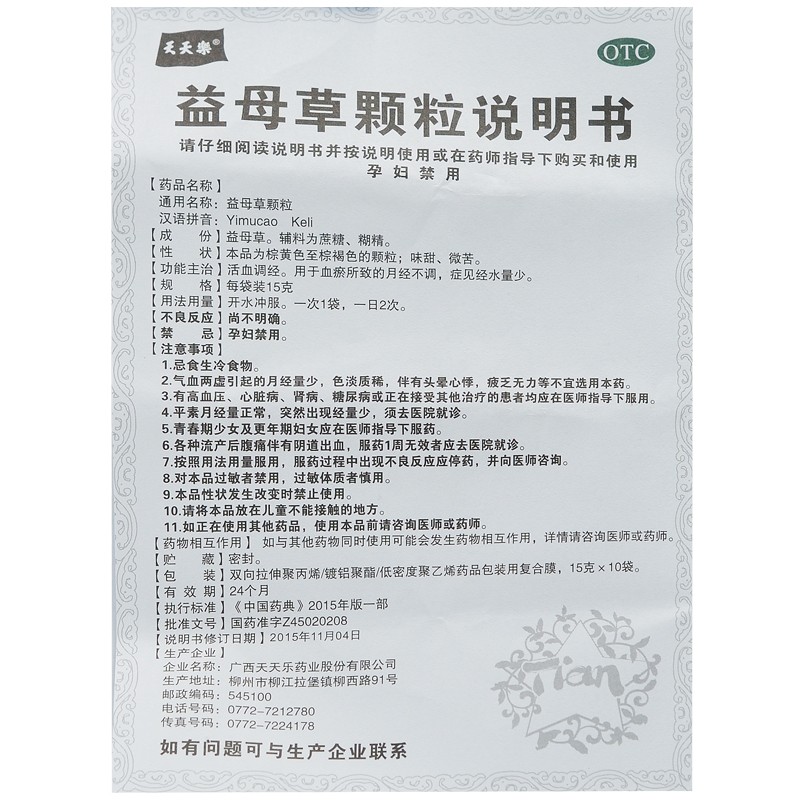 天天樂®
OTC
益母草颗粒说明书
请仔细阅读说明书并按说明使用或在药师指导下购买和使用
孕妇禁用
【药品名称】
通用名称：益母草颗粒
汉语拼音：Yimucao Keli
【成 份】益母草。辅料为蔗糖、糊精。
【性 状】本品为棕黄色至棕褐色的颗粒；味甜、微苦。
【功能主治】活血调经。用于血瘀所致的月经不调，症见经水量少。
【规 格】每袋装15克
【用法用量】开水冲服。一次1袋，一日2次。
【不良反应】尚不明确。
【禁 忌】孕妇禁用。
【注意事项】
1.忌食生冷食物。
2.气血两虚引起的月经量少，色淡质稀，伴有头晕心悸，疲乏无力等不宜选用本药。
3.有高血压、心脏病、肾病、糖尿病或正在接受其他治疗的患者均应在医师指导下服用。
4.平素月经量正常，突然出现经量少，须去医院就诊。
5.青春期少女及更年期妇女应在医师指导下服药。
6.各种流产后腹痛伴有阴道出血，服药1周无效者应去医院就诊。
7.按照用法用量服用，服药过程中出现不良反应应停药，并向医师咨询。
8.对本品过敏者禁用，过敏体质者慎用。
9.本品性状发生改变时禁止使用。
10.请将本品放在儿童不能接触的地方。
11.如正在使用其他药品，使用本品前请咨询医师或药师。
【药物相互作用】如与其他药物同时使用可能会发生药物相互作用，详情请咨询医师或药师。
【贮 藏】密封。
【包 装】双向拉伸聚丙烯/镀铝聚酯/低密度聚乙烯药品包装用复合膜，15克×10袋。
【有 效 期】24个月
【执行标准】《中国药典》2015年版一部
【批准文号】国药准字Z45020208
【说明书修订日期】2015年11月04日
【生产企业】
企业名称：广西天天乐药业股份有限公司
生产地址：柳州市柳江拉堡镇柳西路91号
邮政编码：545100
电话号码：0772-7212780
传真号码：0772-7224178
Tian
如有问题可与生产企业联系